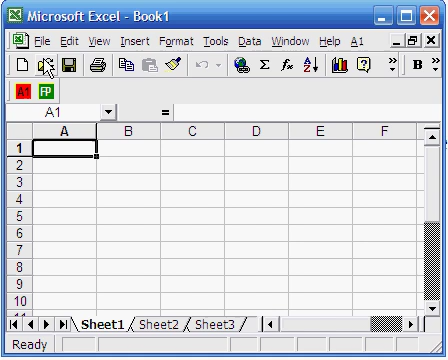 Microsoft Excel - Book1
File Edit View Insert Format Tools Data Window Help A1
Σ fx A Z » B »
A1 FP
A1 =
A B C D E F
1
2
3
4
5
6
7
8
9
10
Sheet1 Sheet2 Sheet3
Ready